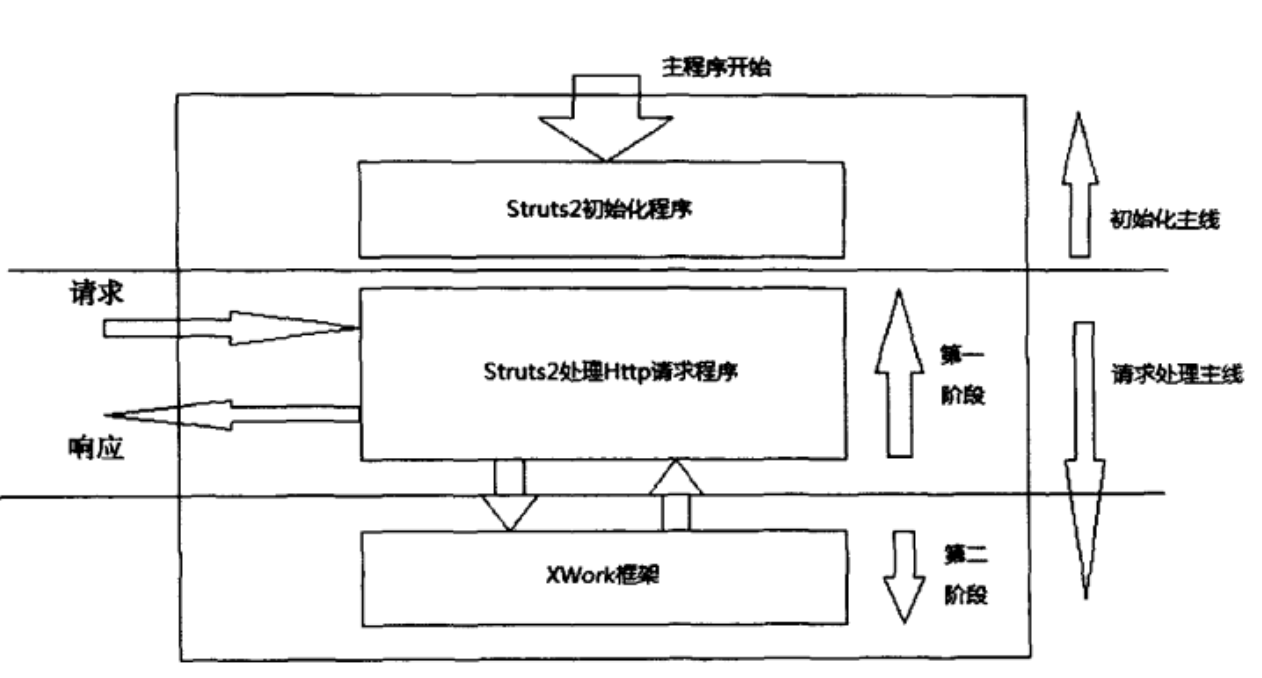 主程序开始
Struts2初始化程序
初始化主线
请求
Struts2处理Http请求程序
第一
阶段
请求处理主线
响应
XWork框架
第二
阶段